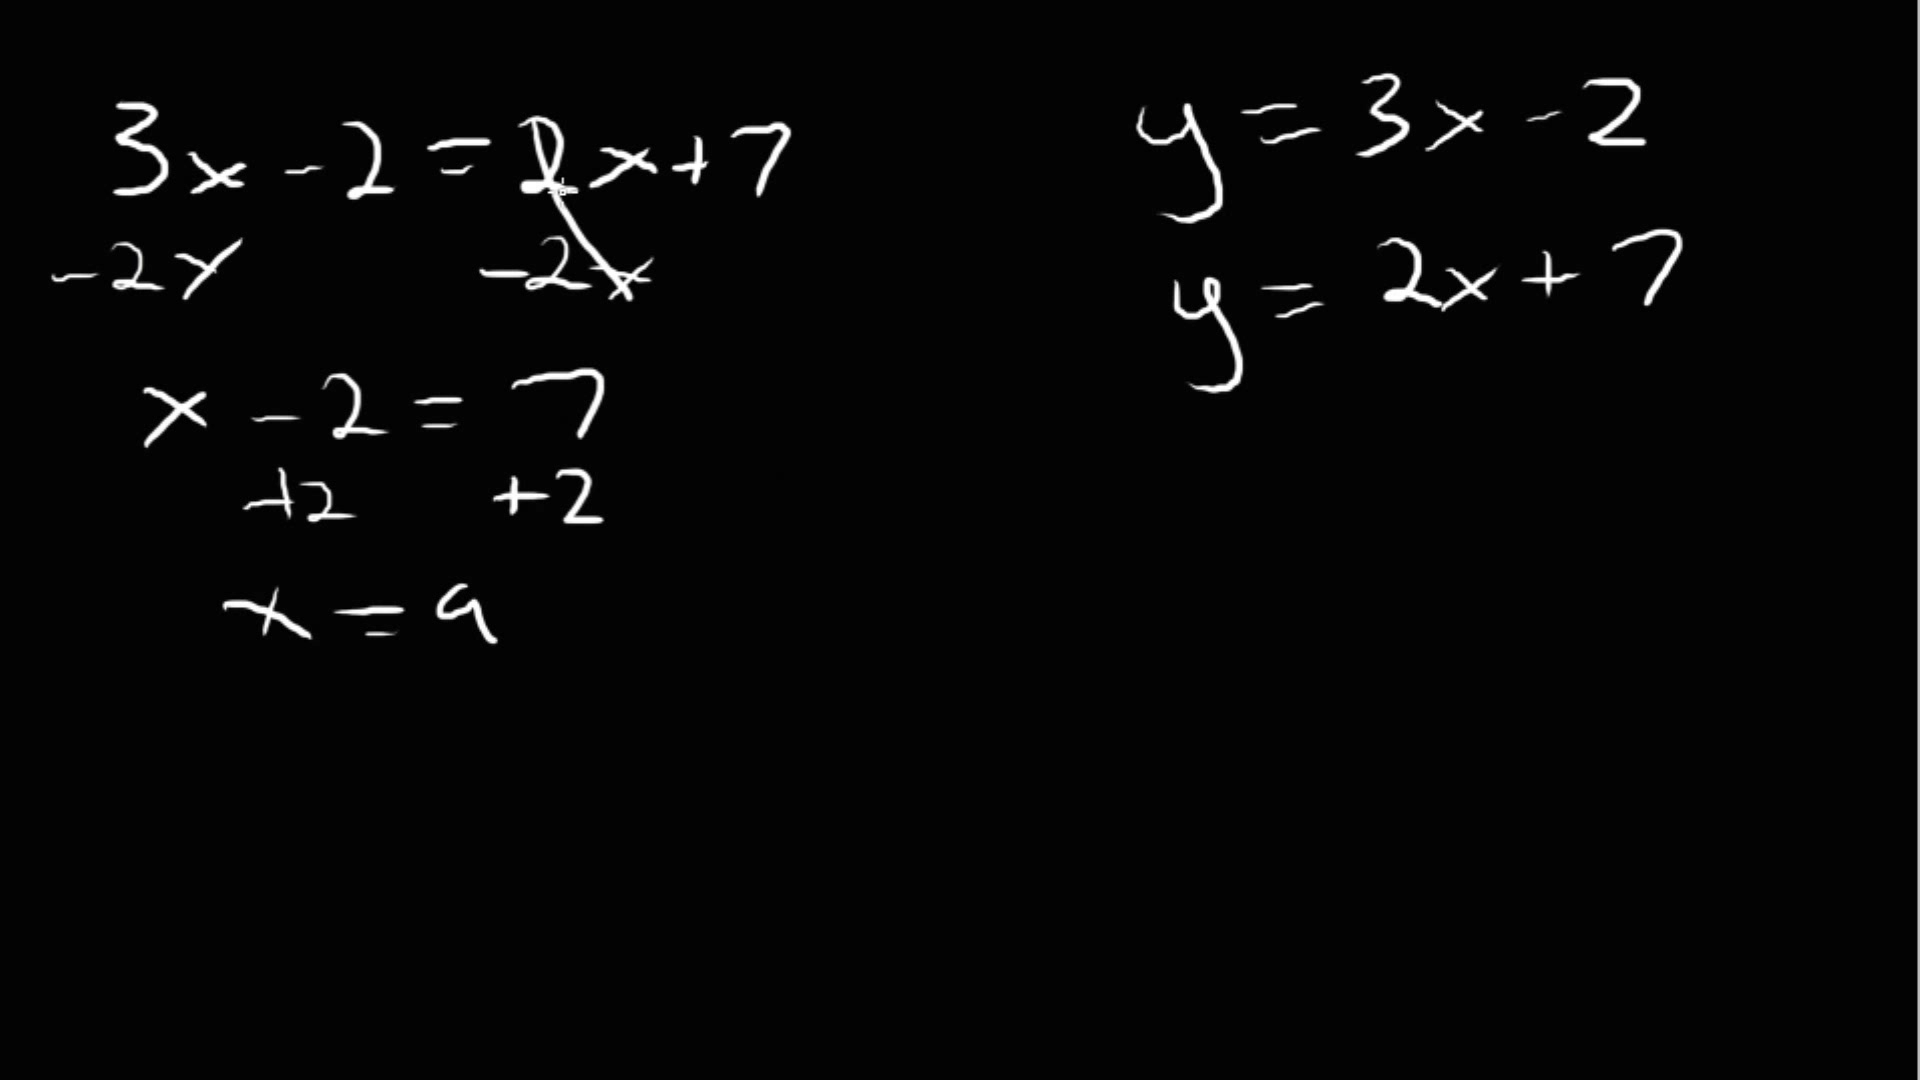 3x - 2 = 2x + 7
-2x -2x
x - 2 = 7
+2 +2
x = 9
y = 3x - 2
y = 2x + 7